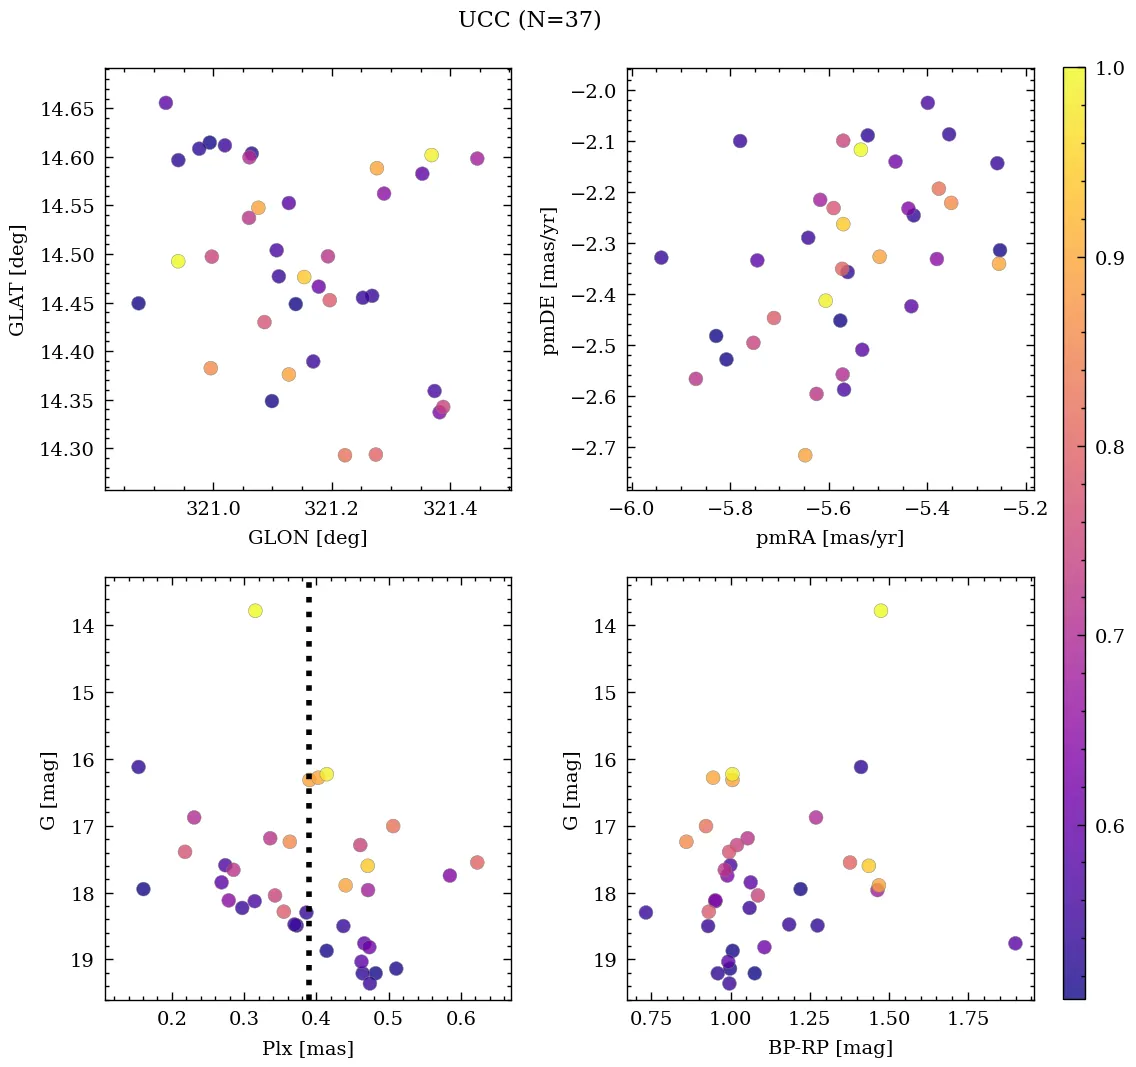 UCC (N=37)
14.65
14.60
14.55
14.50
14.45
14.40
14.35
14.30
GLAT [deg]
321.0 321.2 321.4
GLON [deg]
−2.0
−2.1
−2.2
−2.3
−2.4
−2.5
−2.6
−2.7
pmDE [mas/yr]
−6.0 −5.8 −5.6 −5.4 −5.2
pmRA [mas/yr]
1.0
0.9
0.8
0.7
0.6
14
15
16
17
18
19
G [mag]
0.2 0.3 0.4 0.5 0.6
Plx [mas]
14
15
16
17
18
19
G [mag]
0.75 1.00 1.25 1.50 1.75
BP-RP [mag]